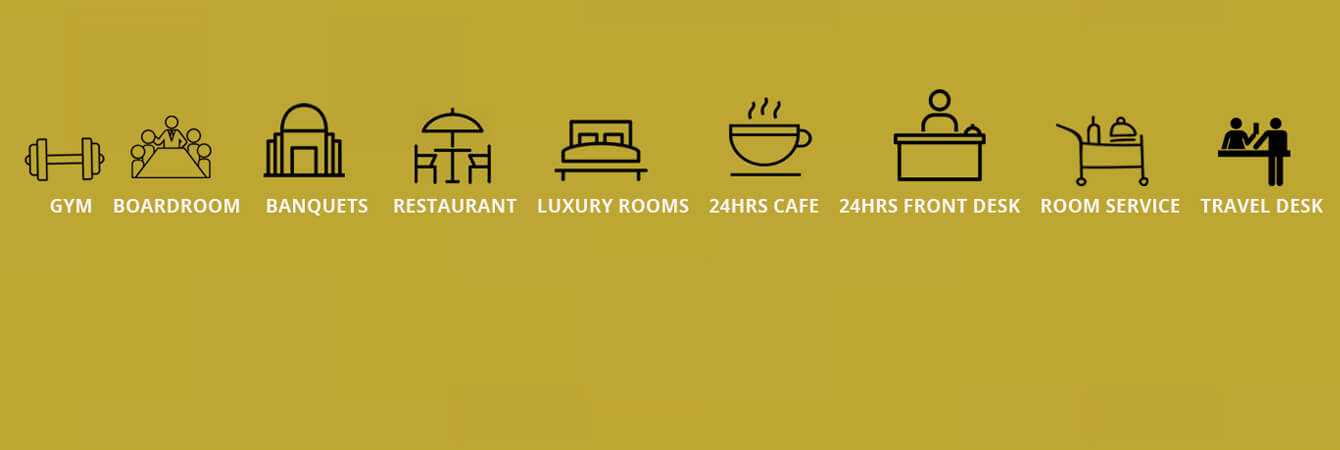 GYM BOARDROOM BANQUETS RESTAURANT LUXURY ROOMS 24HRS CAFE 24HRS FRONT DESK ROOM SERVICE TRAVEL DESK